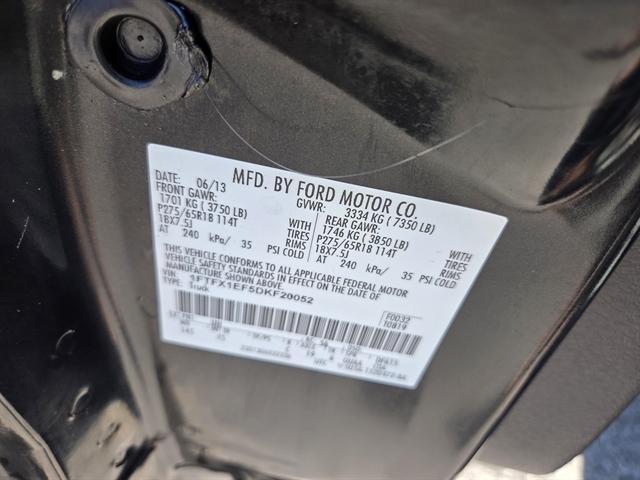 MFD. BY FORD MOTOR CO.
DATE: 06/13 GVWR: 3334 KG ( 7350 LB)
FRONT GAWR: REAR GAWR:
1701 KG ( 3750 LB) WITH 1746 KG ( 3850 LB) WITH
P275/65R18 114T TIRES P275/65R18 114T TIRES
18X7.5J RIMS 18X7.5J RIMS
AT 240 kPa/ 35 PSI COLD AT 240 kPa/ 35 PSI COLD
THIS VEHICLE CONFORMS TO ALL APPLICABLE FEDERAL MOTOR
VEHICLE SAFETY STANDARDS IN EFFECT ON THE DATE OF
MANUFACTURE SHOWN ABOVE.
VIN: 1FTFX1EF5DKF20052
TYPE: Truck
F0032
T0819